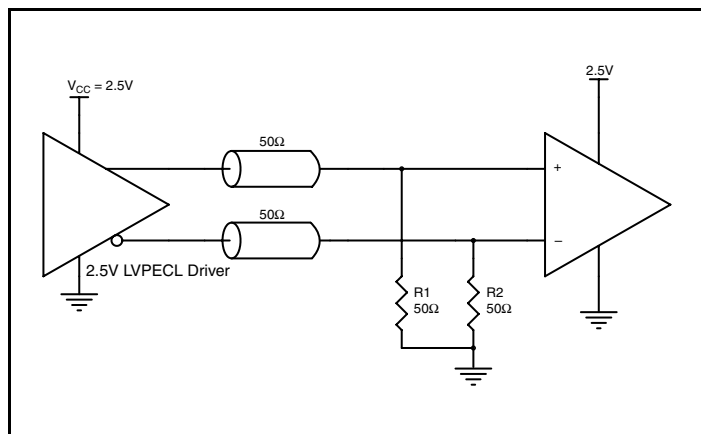 V_CC = 2.5V
2.5V
50Ω
+
50Ω
−
2.5V LVPECL Driver
R1
50Ω
R2
50Ω